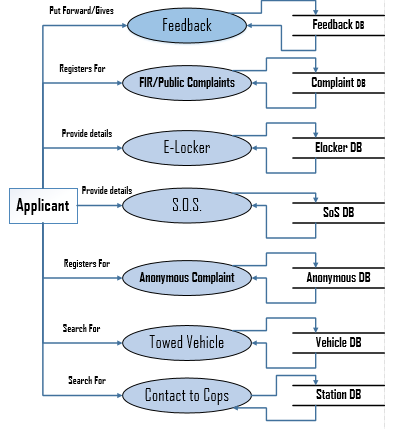 Put Forward/Gives
Feedback
Feedback DB
Registers For
FIR/Public Complaints
Complaint DB
Provide details
E-Locker
Elocker DB
Applicant
Provide details
S.O.S.
SoS DB
Registers For
Anonymous Complaint
Anonymous DB
Search For
Towed Vehicle
Vehicle DB
Search For
Contact to Cops
Station DB